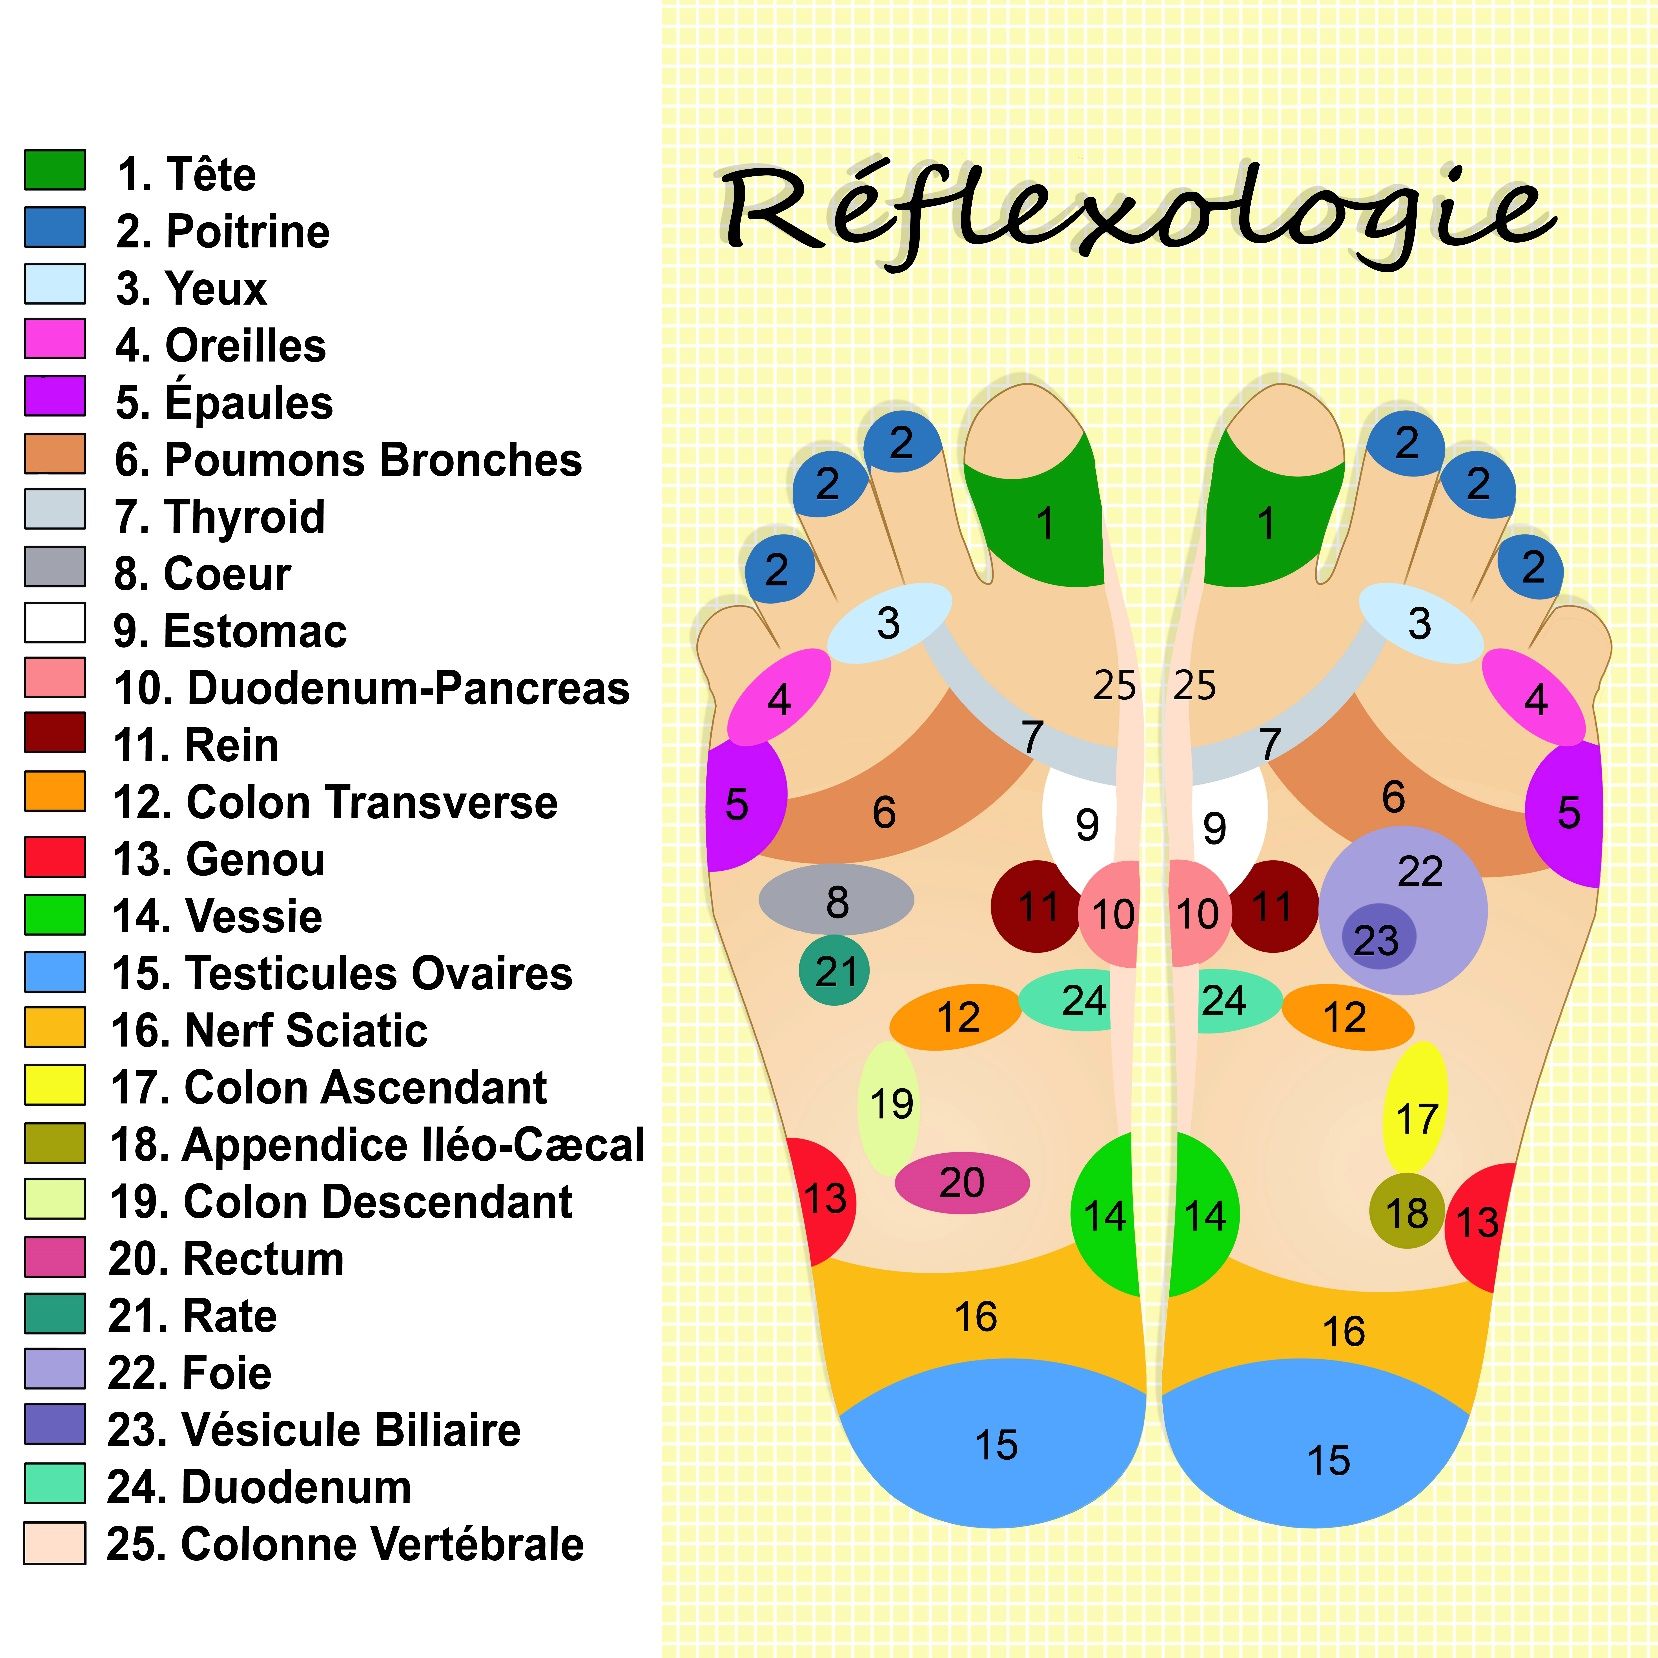 Réflexologie
1. Tête
2. Poitrine
3. Yeux
4. Oreilles
5. Épaules
6. Poumons Bronches
7. Thyroid
8. Coeur
9. Estomac
10. Duodenum-Pancreas
11. Rein
12. Colon Transverse
13. Genou
14. Vessie
15. Testicules Ovaires
16. Nerf Sciatic
17. Colon Ascendant
18. Appendice Iléo-Cæcal
19. Colon Descendant
20. Rectum
21. Rate
22. Foie
23. Vésicule Biliaire
24. Duodenum
25. Colonne Vertébrale
2 2
2 2
1 1
2 2
3 3
25 25
4 4
7 7
6 5 5
6 9 9
22
8 11 10 10 11
23
21
24 24
12 12
19 17
20
13 14 14 18 13
16 16
15 15